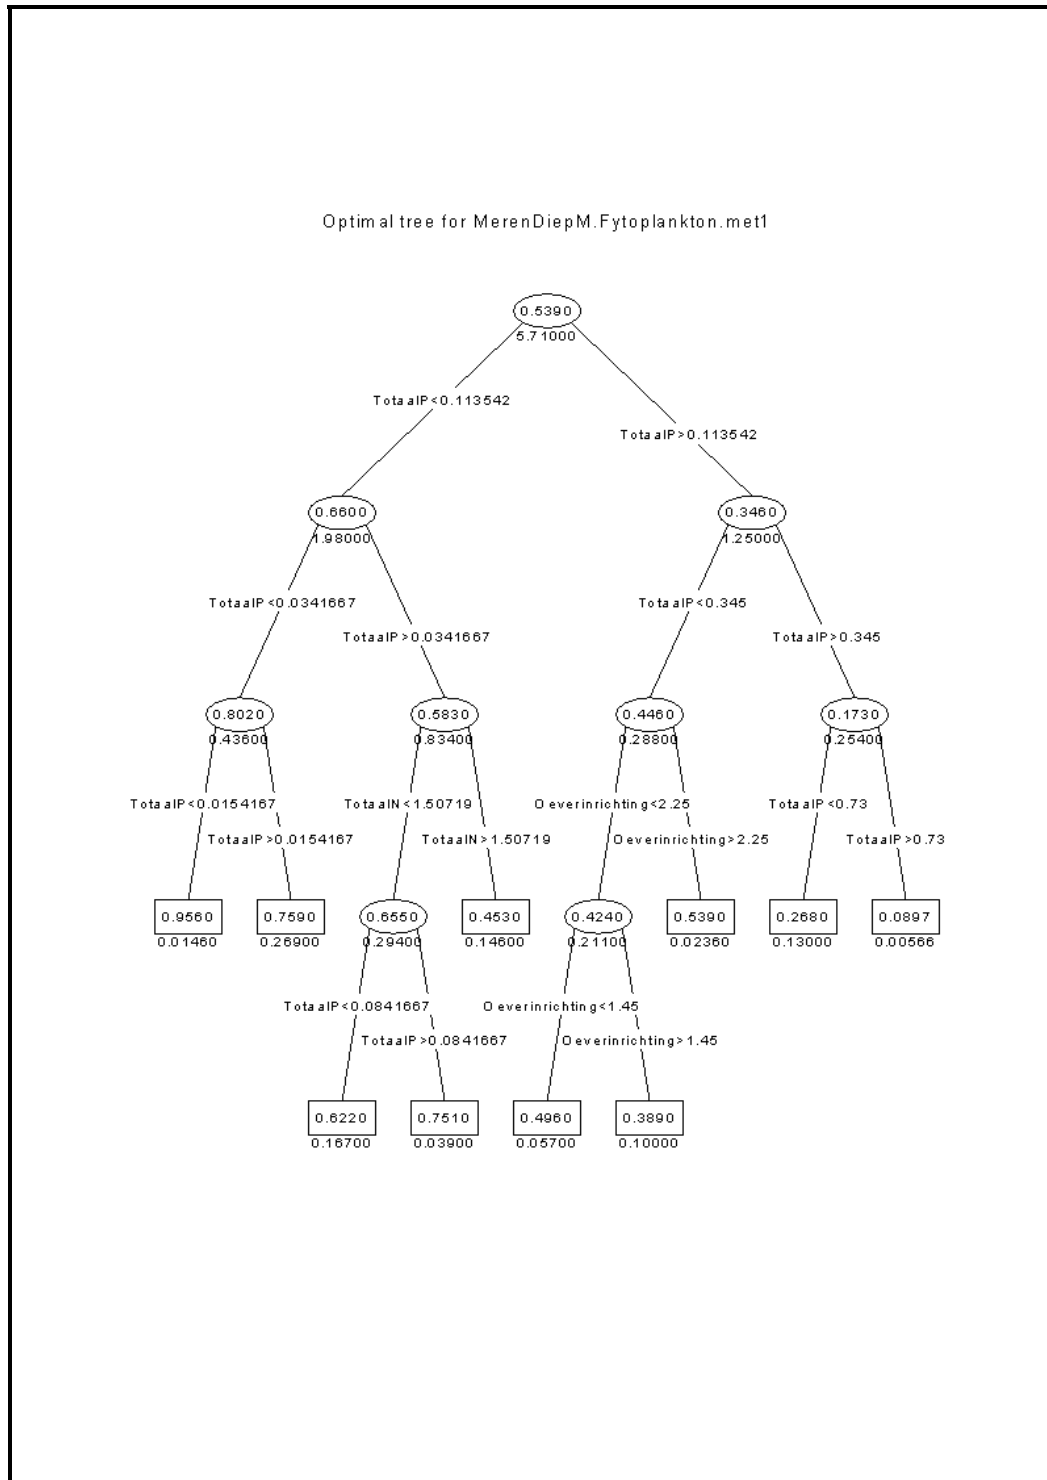 Optimal tree for MerenDiepM.Fytoplankton.met1
0.5390
5.71000
TotaalP<0.113542
TotaalP>0.113542
0.6600
1.98000
0.3460
1.25000
TotaalP<0.0341667
TotaalP<0.345
TotaalP>0.0341667
TotaalP>0.345
0.8020
0.43600
0.5830
0.83400
0.4460
0.28800
0.1730
0.25400
TotaalP<0.0154167
TotaalN<1.50719
Oeverinrichting<2.25
TotaalP<0.73
TotaalP>0.0154167
TotaalN>1.50719
Oeverinrichting>2.25
TotaalP>0.73
0.9560
0.01460
0.7590
0.26900
0.6550
0.29400
0.4530
0.14600
0.4240
0.21100
0.5390
0.02360
0.2680
0.13000
0.0897
0.00566
TotaalP<0.0841667
Oeverinrichting<1.45
TotaalP>0.0841667
Oeverinrichting>1.45
0.6220
0.16700
0.7510
0.03900
0.4960
0.05700
0.3890
0.10000